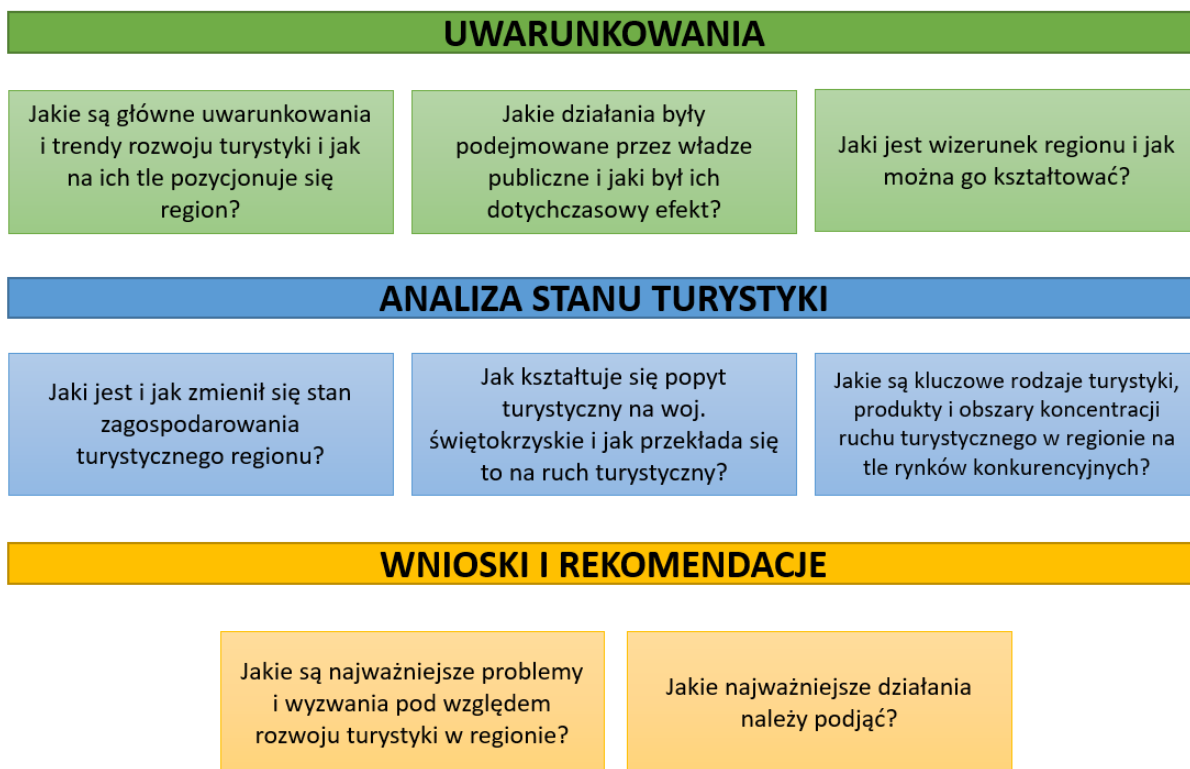 UWARUNKOWANIA
Jakie są główne uwarunkowania
i trendy rozwoju turystyki i jak
na ich tle pozycjonuje się
region?
Jakie działania były
podejmowane przez władze
publiczne i jaki był ich
dotychczasowy efekt?
Jaki jest wizerunek regionu i jak
można go kształtować?
ANALIZA STANU TURYSTYKI
Jaki jest i jak zmienił się stan
zagospodarowania
turystycznego regionu?
Jak kształtuje się popyt
turystyczny na woj.
świętokrzyskie i jak przekłada się
to na ruch turystyczny?
Jakie są kluczowe rodzaje turystyki,
produkty i obszary koncentracji
ruchu turystycznego w regionie na
tle rynków konkurencyjnych?
WNIOSKI I REKOMENDACJE
Jakie są najważniejsze problemy
i wyzwania pod względem
rozwoju turystyki w regionie?
Jakie najważniejsze działania
należy podjąć?